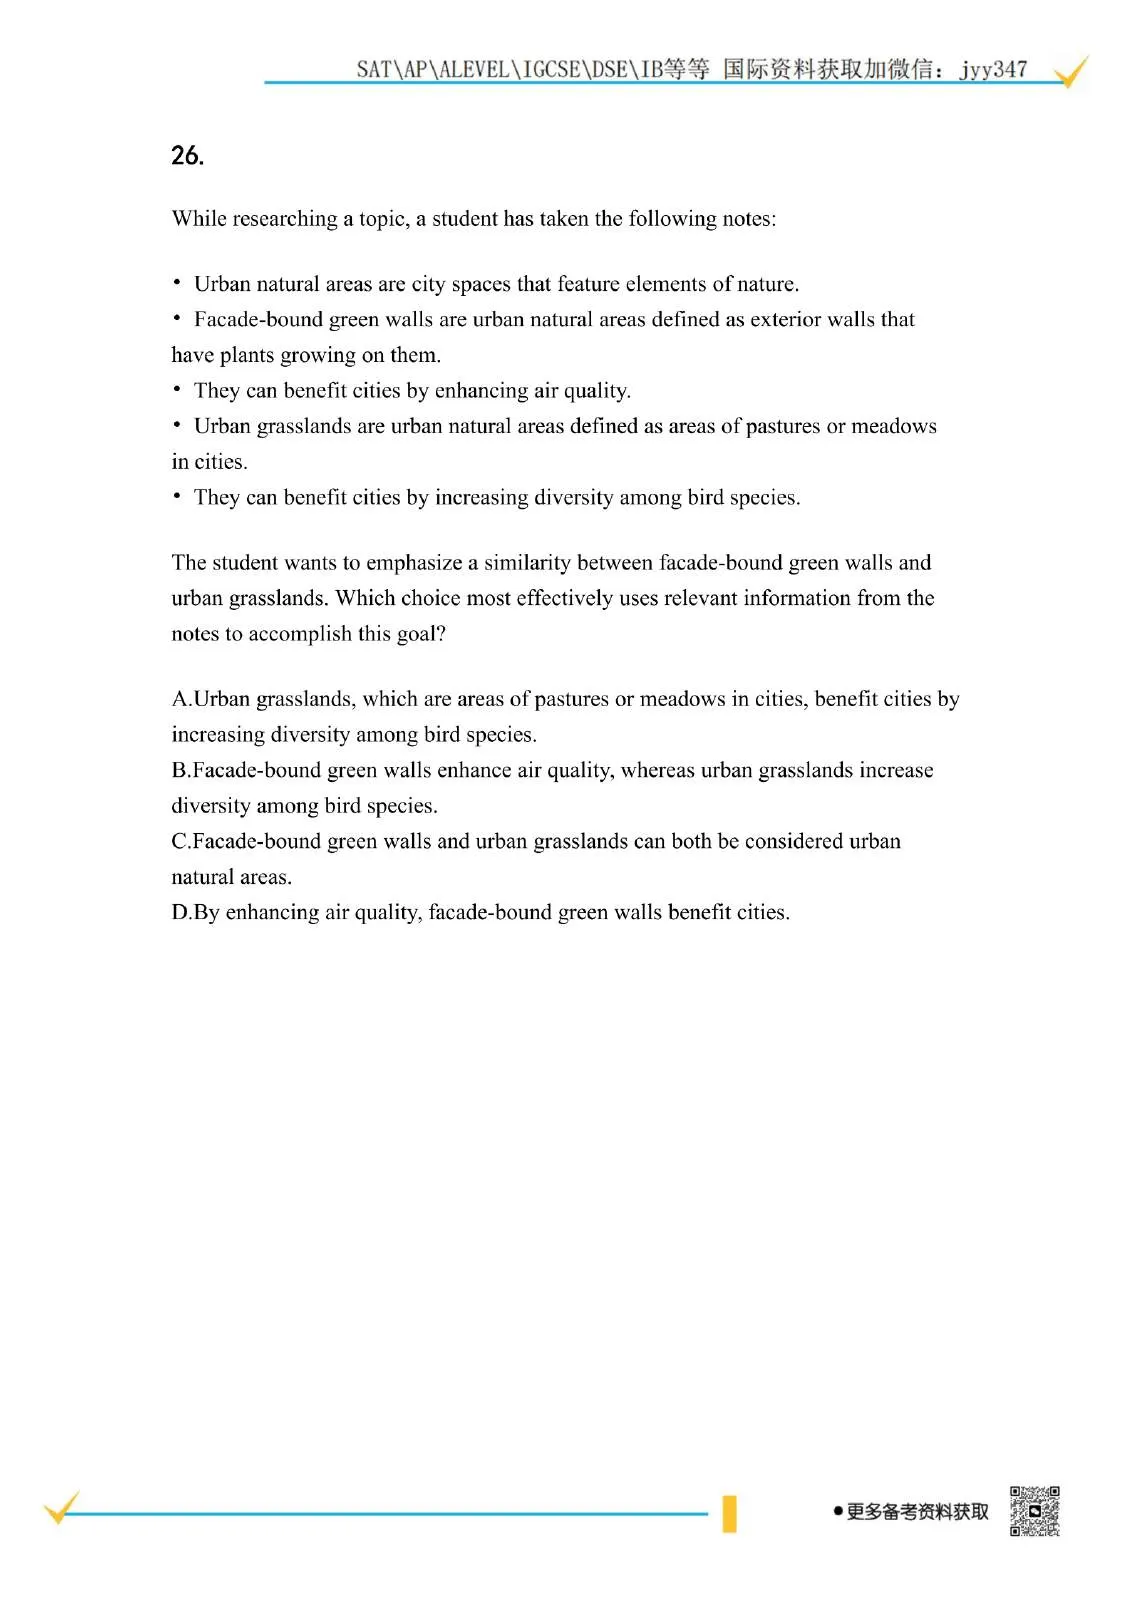 SAT\AP\ALEVEL\IGCSE\DSE\IB等等 国际资料获取加微信：jyy347
26.
While researching a topic, a student has taken the following notes:
• Urban natural areas are city spaces that feature elements of nature.
• Facade-bound green walls are urban natural areas defined as exterior walls that
have plants growing on them.
• They can benefit cities by enhancing air quality.
• Urban grasslands are urban natural areas defined as areas of pastures or meadows
in cities.
• They can benefit cities by increasing diversity among bird species.
The student wants to emphasize a similarity between facade-bound green walls and
urban grasslands. Which choice most effectively uses relevant information from the
notes to accomplish this goal?
A.Urban grasslands, which are areas of pastures or meadows in cities, benefit cities by
increasing diversity among bird species.
B.Facade-bound green walls enhance air quality, whereas urban grasslands increase
diversity among bird species.
C.Facade-bound green walls and urban grasslands can both be considered urban
natural areas.
D.By enhancing air quality, facade-bound green walls benefit cities.
●更多备考资料获取